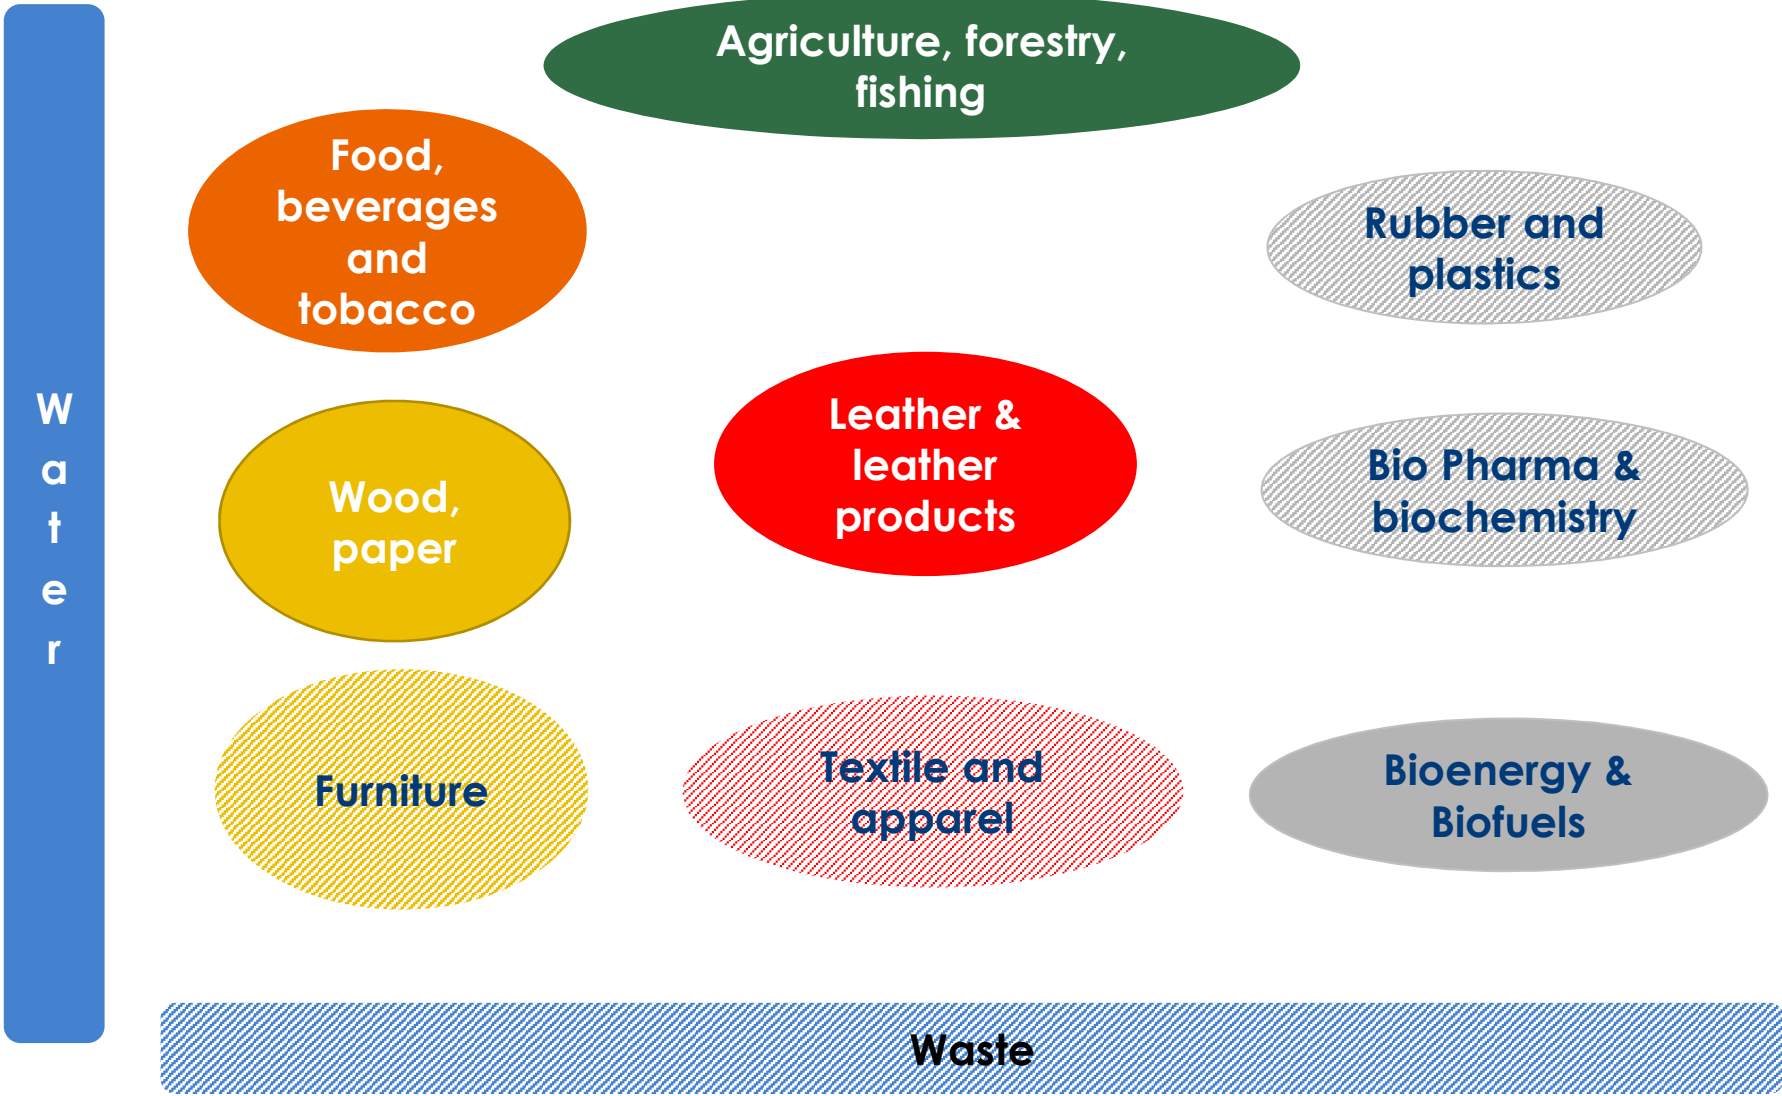 Agriculture, forestry,
fishing
Food,
beverages
and
tobacco
Rubber and
plastics
W
a
t
e
r
Leather &
leather
products
Wood,
paper
Bio Pharma &
biochemistry
Furniture
Textile and
apparel
Bioenergy &
Biofuels
Waste